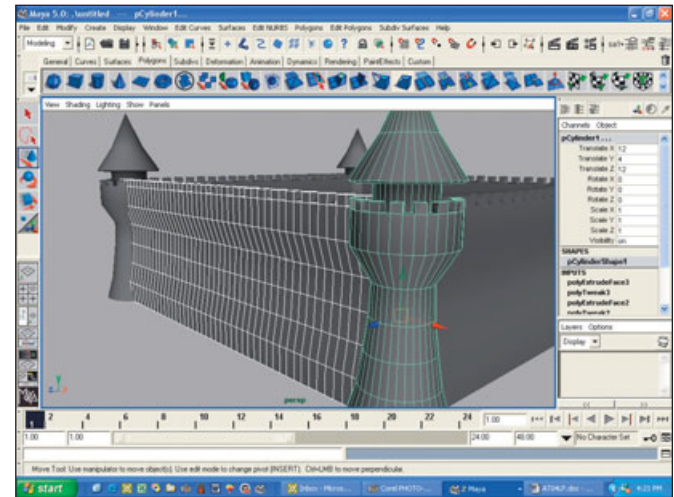 Maya 5.0: .\untitled --- pCylinder1...
File Edit Modify Create Display Window Edit Curves Surfaces Edit NURBS Polygons Edit Polygons Subdiv Surfaces Help
Modeling
General Curves Surfaces Polygons Subdivs Deformation Animation Dynamics Rendering PaintEffects Custom
View Shading Lighting Show Panels
Channels Object
pCylinder1 ...
Translate X 12
Translate Y 4
Translate Z 12
Rotate X 0
Rotate Y 0
Rotate Z 0
Scale X 1
Scale Y 1
Scale Z 1
Visibility on
SHAPES
pCylinderShape1
INPUTS
polyExtrudeFace3
polyTweak3
polyExtrudeFace2
polyTweak2
Layers Options
Display
persp
2 4 6 8 10 12 14 16 18 20 22 24 1.00
1.00 1.00 24.00 48.00 No Character Set
Move Tool: Use manipulator to move object(s). Use edit mode to change pivot (INSERT). Ctrl+LMB to move perpendicular.
start Inbox - Micros... Corel PHOTO-... 2 Maya 4:21 PM